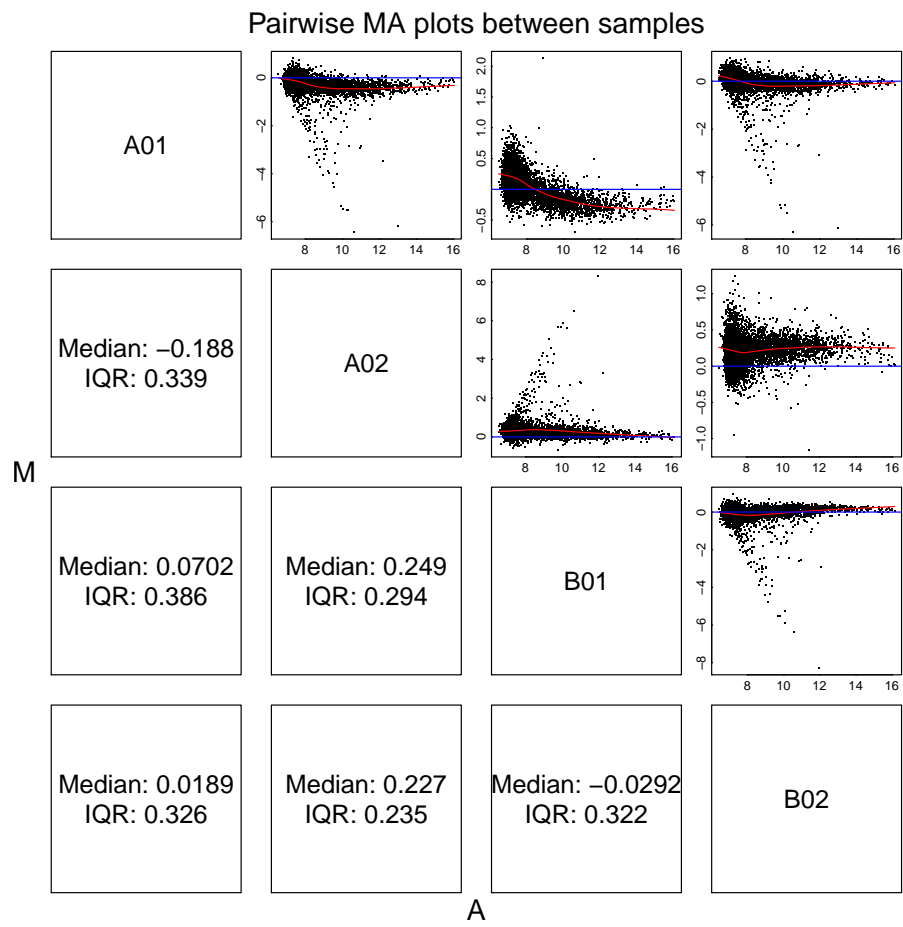 Pairwise MA plots between samples
A01
0
−2
−4
−6
8 10 12 14 16
2.0
1.5
1.0
0.5
−0.5
8 10 12 14 16
0
−2
−4
−6
8 10 12 14 16
Median: −0.188
IQR: 0.339
A02
8
6
4
2
0
8 10 12 14 16
1.0
0.5
0.0
−0.5
−1.0
8 10 12 14 16
M
Median: 0.0702
IQR: 0.386
Median: 0.249
IQR: 0.294
B01
0
−2
−4
−6
−8
8 10 12 14 16
Median: 0.0189
IQR: 0.326
Median: 0.227
IQR: 0.235
Median: −0.0292
IQR: 0.322
B02
A